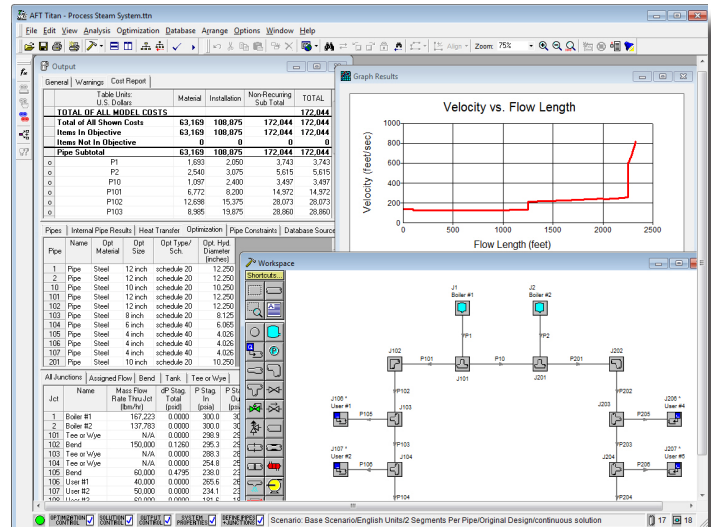 AFT Titan - Process Steam System.ttn
File Edit View Analysis Optimization Database Arrange Options Window Help
Align Zoom: 75%
Output
General Warnings Cost Report
Table Units: U.S. Dollars Material Installation Non-Recurring Sub Total TOTAL
TOTAL OF ALL MODEL COSTS 172,044
Total of All Shown Costs 63,169 108,875 172,044 172,044
Items In Objective 63,169 108,875 172,044 172,044
Items Not In Objective 0 0 0 0
Pipe Subtotal 63,169 108,875 172,044 172,044
o P1 1,693 2,050 3,743 3,743
o P2 2,540 3,075 5,615 5,615
o P10 1,097 2,400 3,497 3,497
o P101 6,772 8,200 14,972 14,972
o P102 12,698 15,375 28,073 28,073
o P103 8,985 19,875 28,860 28,860
Pipes Internal Pipe Results Heat Transfer Optimization Pipe Constraints Database Source
Pipe Name Opt Material Opt Size Opt Type/ Sch. Opt. Hyd. Diameter (inches)
1 Pipe Steel 12 inch schedule 20 12.250
2 Pipe Steel 12 inch schedule 20 12.250
10 Pipe Steel 10 inch schedule 20 10.250
101 Pipe Steel 12 inch schedule 20 12.250
102 Pipe Steel 12 inch schedule 20 12.250
103 Pipe Steel 8 inch schedule 20 8.125
104 Pipe Steel 6 inch schedule 40 6.065
105 Pipe Steel 4 inch schedule 40 4.026
106 Pipe Steel 4 inch schedule 40 4.026
107 Pipe Steel 4 inch schedule 40 4.026
201 Pipe Steel 10 inch schedule 20 10.250
All Junctions Assigned Flow Bend Tank Tee or Wye
Jct Name Mass Flow Rate Thru Jct (lbm/hr) dP Stag. Total (psid) P Stag. In (psia)
1 Boiler #1 167,223 0.0000 300.0
2 Boiler #2 137,783 0.0000 300.0
101 Tee or Wye N/A 0.0000 298.9
102 Bend 150,000 0.1260 295.3
103 Tee or Wye N/A 0.0000 288.3
104 Tee or Wye N/A 0.0000 254.8
105 Bend 60,000 0.4795 238.0
106 User #1 40,000 0.0000 265.6
107 User #2 50,000 0.0000 234.1
Graph Results
Velocity vs. Flow Length
Velocity (feet/sec)
1000
800
600
400
200
0
0 500 1000 1500 2000 2500
Flow Length (feet)
Workspace
Shortcuts...
J1 Boiler #1
J2 Boiler #2
P1 P2
J102 P101 J101 P10 J201 P201 J202
P102 P202
J106 * User #1 P105 J103
J203 P205 J206 * User #4
P103 P203
J107 * User #2 P106 J104
J204 P206 J207 * User #5
P104 P204
OPTIMIZATION CONTROL SOLUTION CONTROL OUTPUT CONTROL SYSTEM PROPERTIES DEFINE PIPES +JUNCTIONS Scenario: Base Scenario/English Units/2 Segments Per Pipe/Original Design/continuous solution 17 18